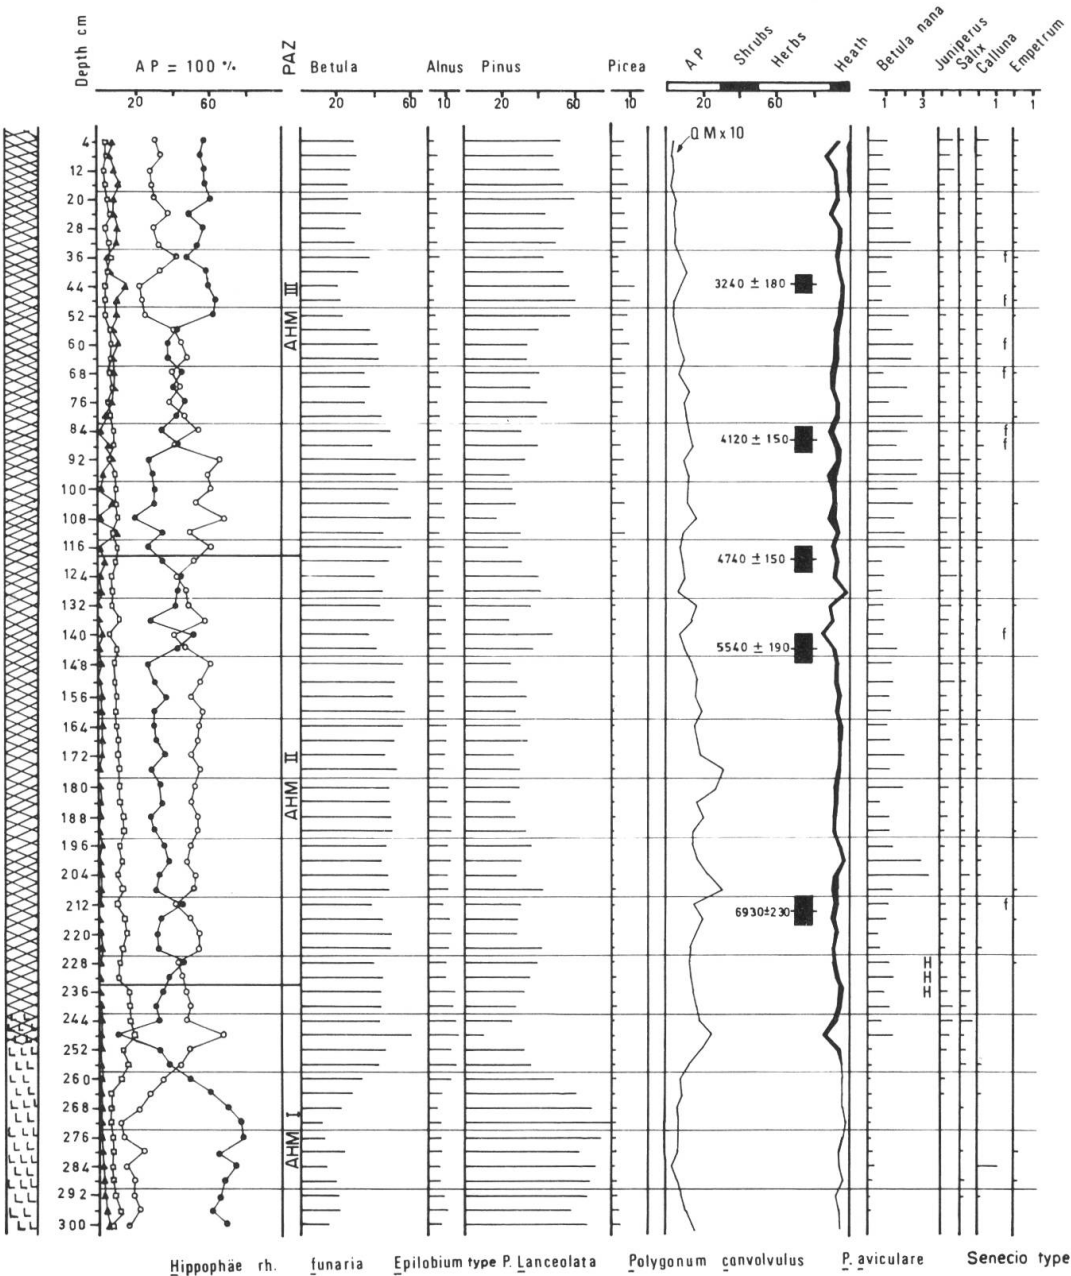 Depth cm
A P = 100 %
PAZ
Betula
Alnus
Pinus
Picea
AP
Shrubs
Herbs
Heath
Betula nana
Juniperus
Salix
Calluna
Empetrum
20 60 20 60 10 20 60 10 20 60 1 3 1 1
Q M x 10
4
12
20
28
36 f
44 3240 ± 180
f
52
60 f
68 f
76
84 f
4120 ± 150 f
92
100
108
116
4740 ± 150
124
132
140 f
148 5540 ± 190
156
164
172
180
188
196
204
212 6930±230 f
220
228 H
H
236 H
244
252
260
268
276
284
292
300
AHM III
AHM II
AHM I
Hippophäe rh. funaria Epilobium type P. Lanceolata Polygonum convolvulus P. aviculare Senecio type